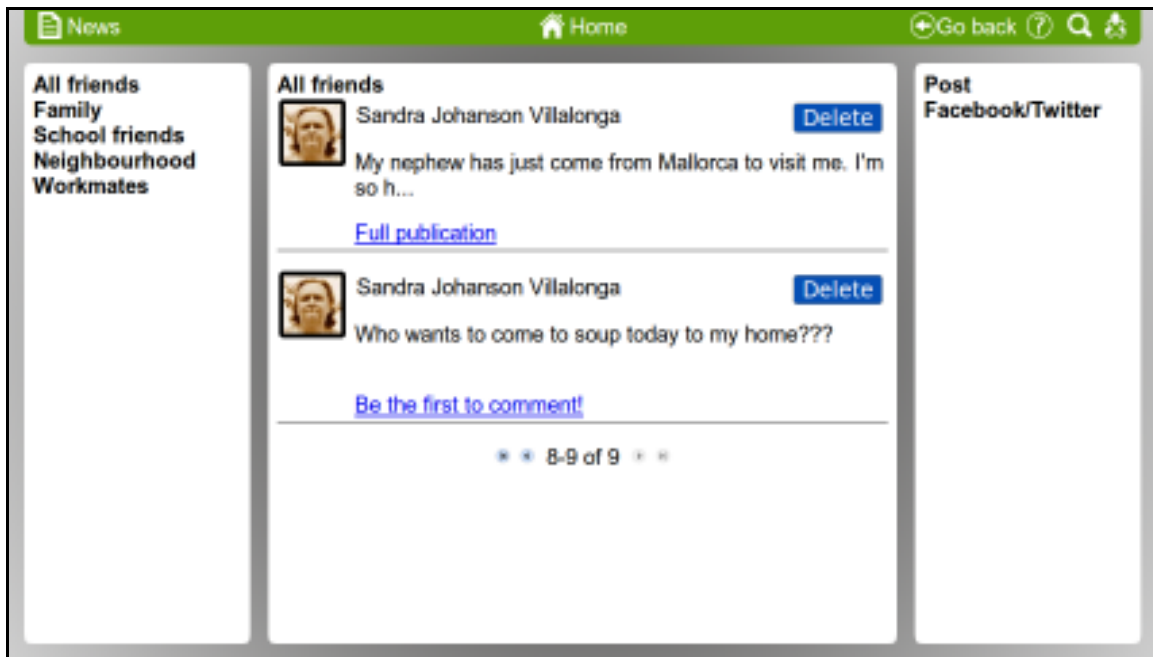 News
Home
Go back
All friends
Family
School friends
Neighbourhood
Workmates
All friends
Sandra Johanson Villalonga
Delete
My nephew has just come from Mallorca to visit me. I'm
so h...
Full publication
Sandra Johanson Villalonga
Delete
Who wants to come to soup today to my home???
Be the first to comment!
8-9 of 9
Post
Facebook/Twitter